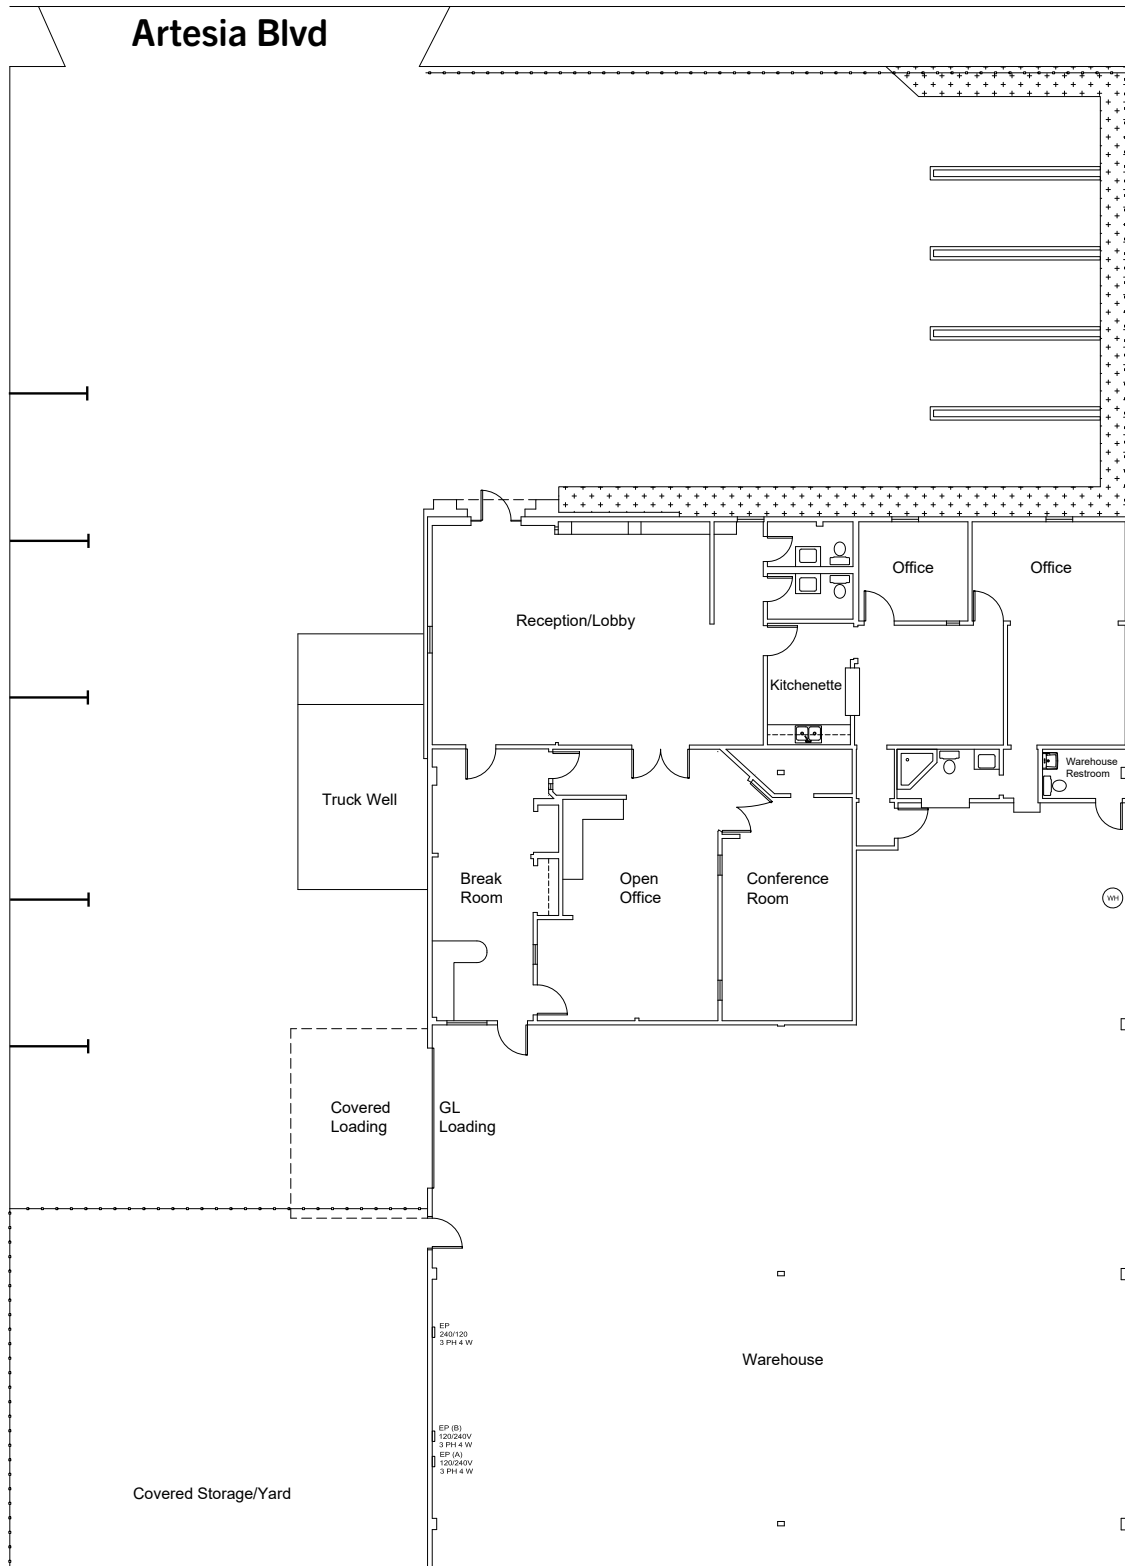 Artesia Blvd
Office
Office
Reception/Lobby
Kitchenette
Warehouse
Restroom
Truck Well
Break
Room
Open
Office
Conference
Room
WH
Covered
Loading
GL
Loading
EP
240/120
3 PH 4 W
Warehouse
EP (B)
120/240V
3 PH 4 W
EP (A)
120/240V
3 PH 4 W
Covered Storage/Yard